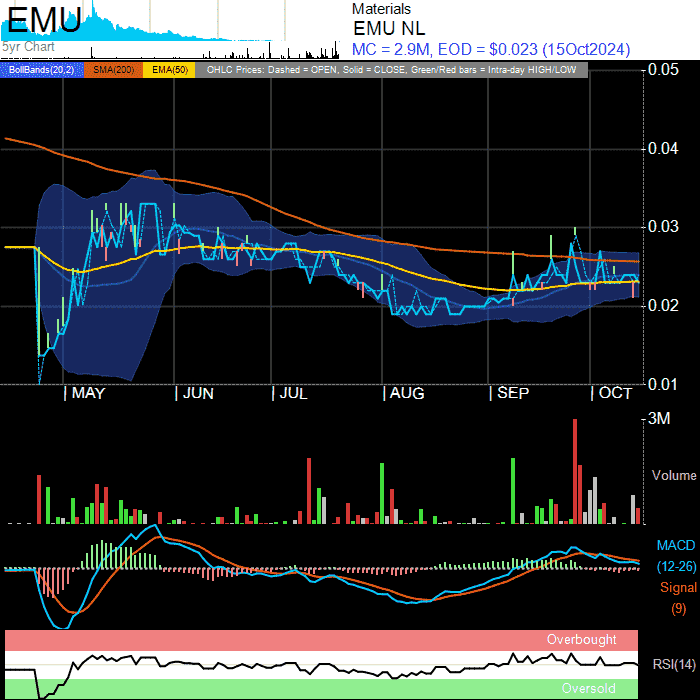 EMU
5yr Chart
Materials
EMU NL
MC = 2.9M, EOD = $0.023 (15Oct2024)
BollBands(20,2) SMA(200) EMA(50) OHLC Prices: Dashed = OPEN, Solid = CLOSE, Green/Red bars = Intra-day HIGH/LOW
0.05
0.04
0.03
0.02
0.01
| MAY | JUN | JUL | AUG | SEP | OCT
3M
Volume
MACD
(12-26)
Signal
(9)
Overbought
RSI(14)
Oversold